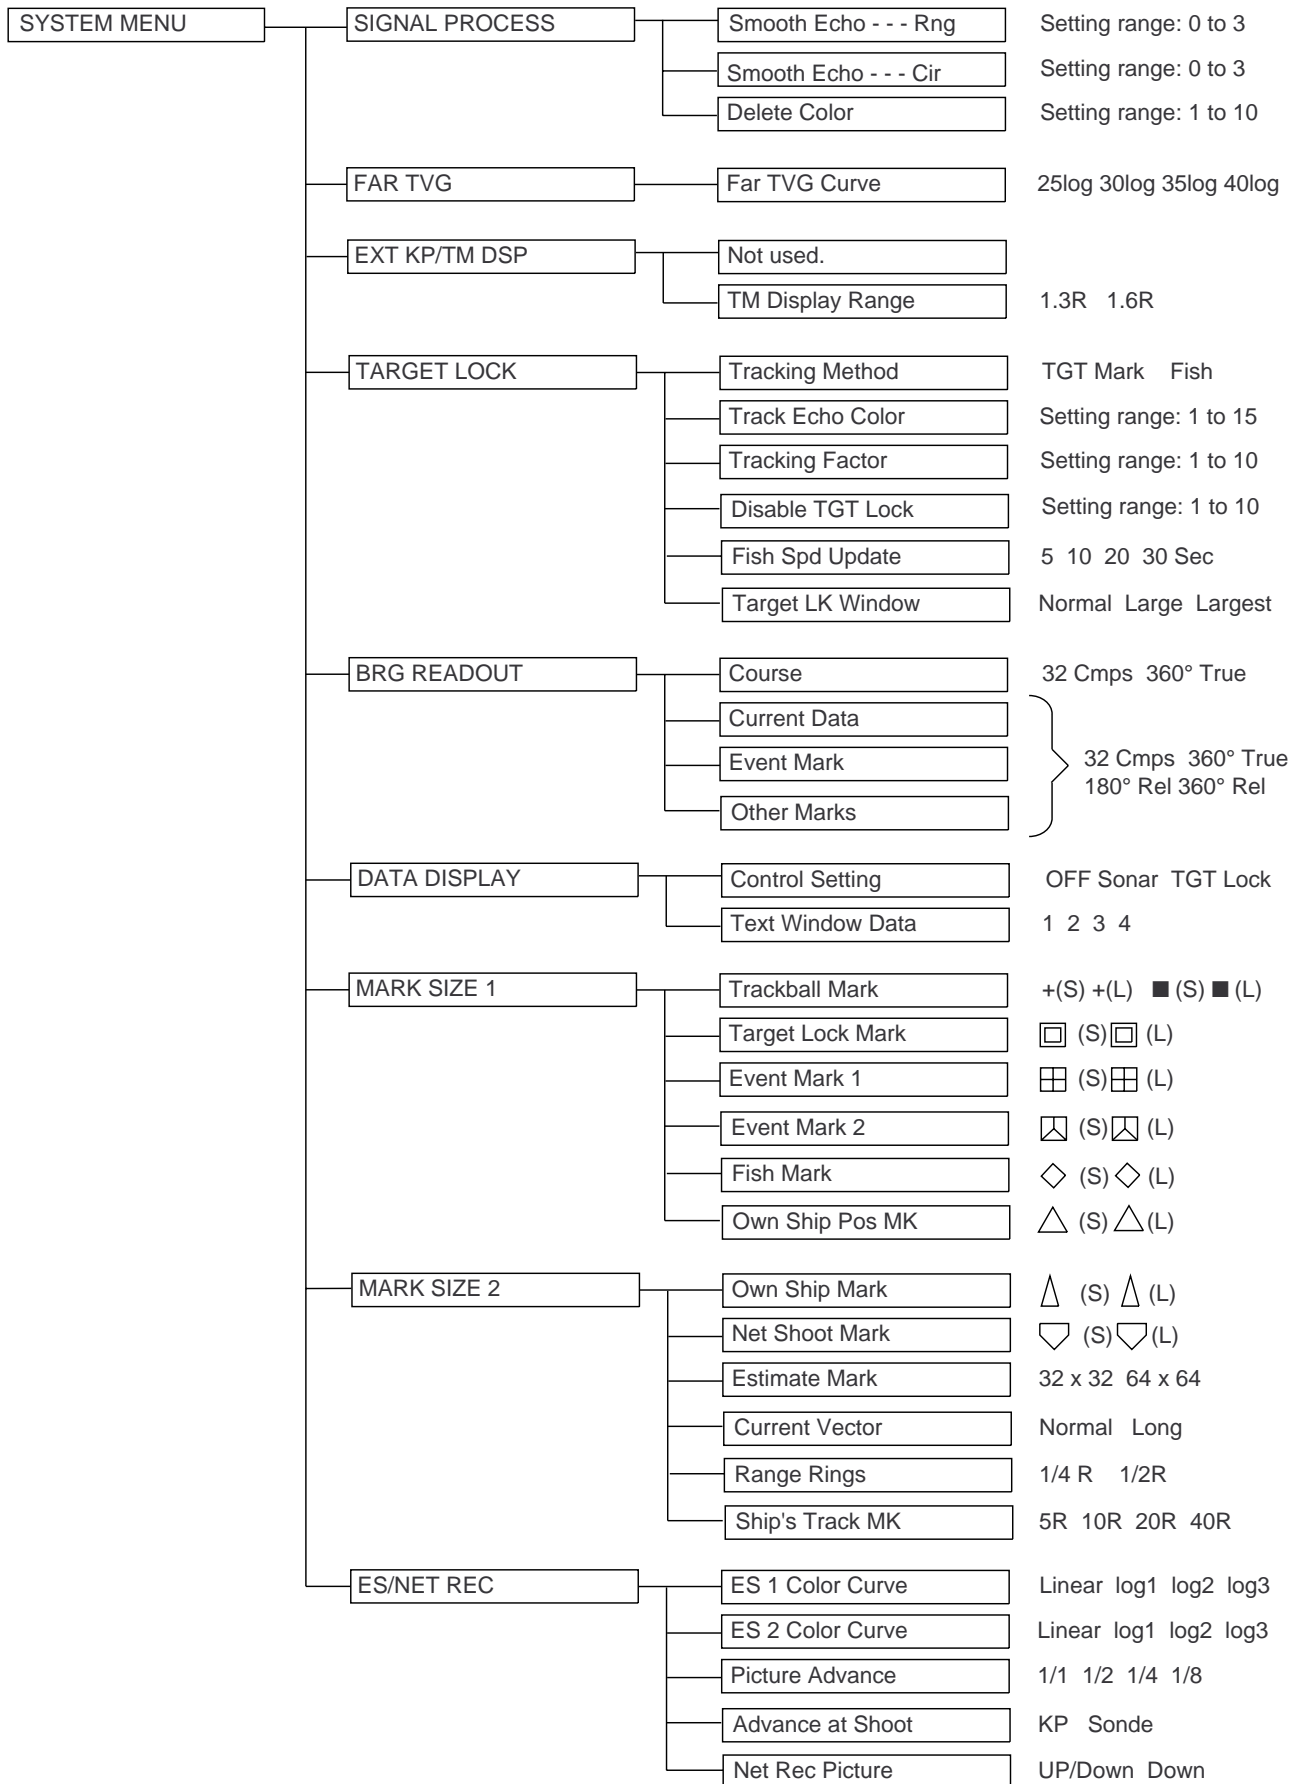 SYSTEM MENU
SIGNAL PROCESS
Smooth Echo - - - Rng Setting range: 0 to 3
Smooth Echo - - - Cir Setting range: 0 to 3
Delete Color Setting range: 1 to 10
FAR TVG
Far TVG Curve 25log 30log 35log 40log
EXT KP/TM DSP
Not used.
TM Display Range 1.3R 1.6R
TARGET LOCK
Tracking Method TGT Mark Fish
Track Echo Color Setting range: 1 to 15
Tracking Factor Setting range: 1 to 10
Disable TGT Lock Setting range: 1 to 10
Fish Spd Update 5 10 20 30 Sec
Target LK Window Normal Large Largest
BRG READOUT
Course 32 Cmps 360° True
Current Data
Event Mark
Other Marks
32 Cmps 360° True
180° Rel 360° Rel
DATA DISPLAY
Control Setting OFF Sonar TGT Lock
Text Window Data 1 2 3 4
MARK SIZE 1
Trackball Mark +(S) +(L) ■ (S) ■ (L)
Target Lock Mark (S) (L)
Event Mark 1 (S) (L)
Event Mark 2 (S) (L)
Fish Mark (S) (L)
Own Ship Pos MK (S) (L)
MARK SIZE 2
Own Ship Mark (S) (L)
Net Shoot Mark (S) (L)
Estimate Mark 32 x 32 64 x 64
Current Vector Normal Long
Range Rings 1/4 R 1/2R
Ship's Track MK 5R 10R 20R 40R
ES/NET REC
ES 1 Color Curve Linear log1 log2 log3
ES 2 Color Curve Linear log1 log2 log3
Picture Advance 1/1 1/2 1/4 1/8
Advance at Shoot KP Sonde
Net Rec Picture UP/Down Down